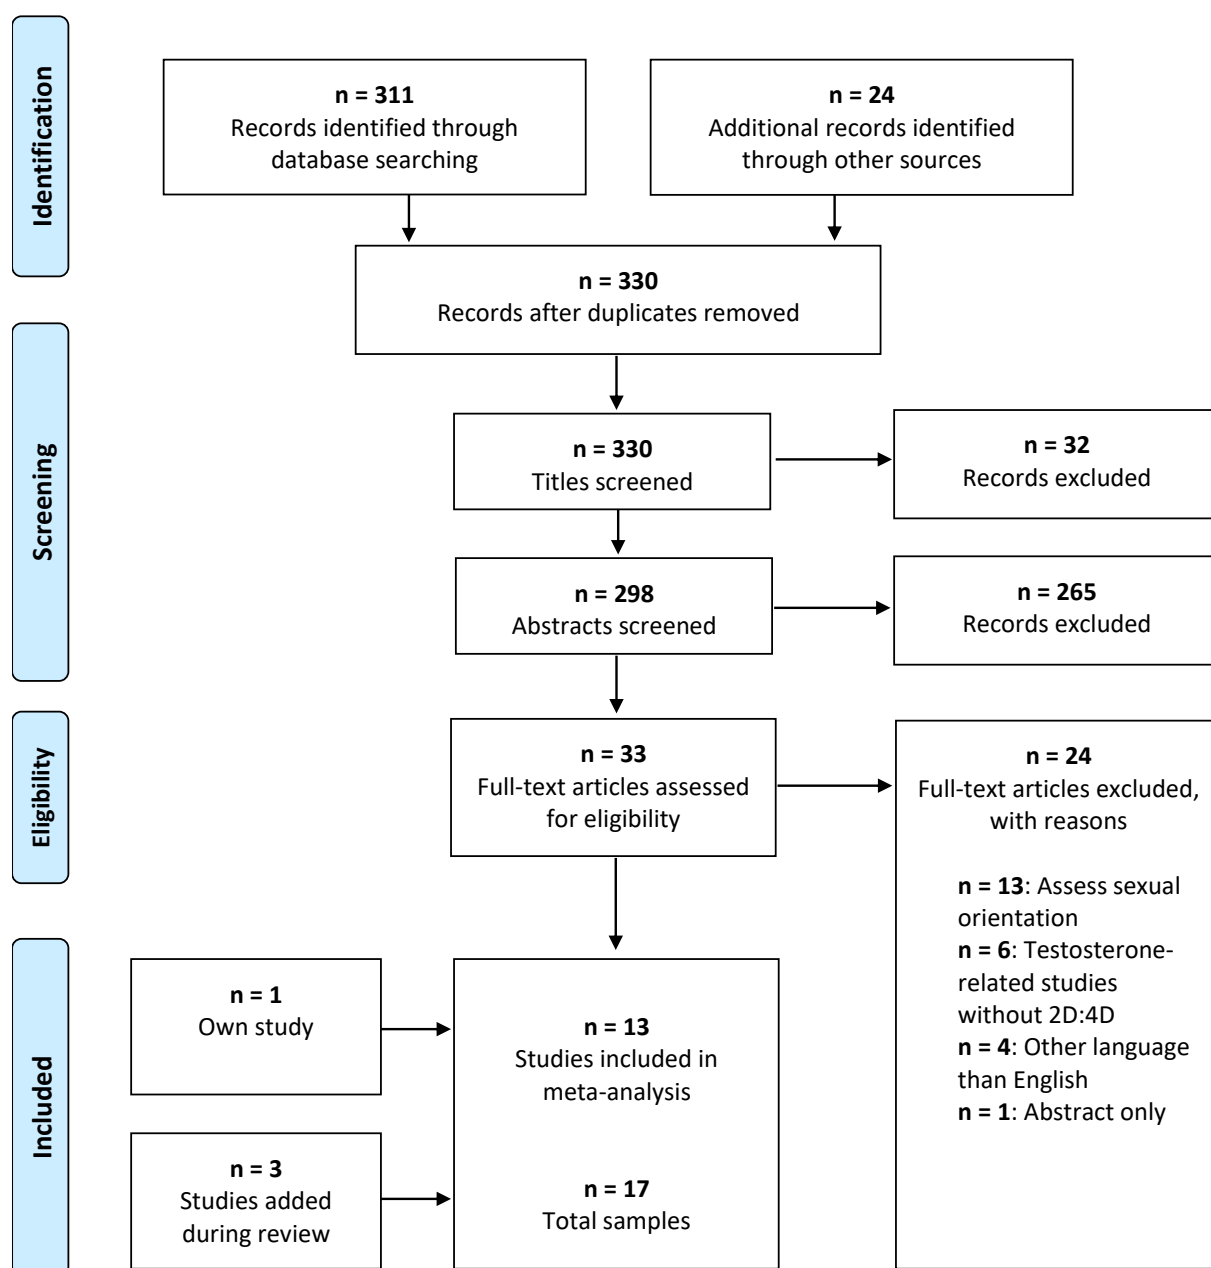 Identification
n = 311
Records identified through
database searching
n = 24
Additional records identified
through other sources
n = 330
Records after duplicates removed
Screening
n = 330
Titles screened
n = 32
Records excluded
n = 298
Abstracts screened
n = 265
Records excluded
Eligibility
n = 33
Full-text articles assessed
for eligibility
n = 24
Full-text articles excluded,
with reasons
n = 13: Assess sexual
orientation
n = 6: Testosterone-
related studies
without 2D:4D
n = 4: Other language
than English
n = 1: Abstract only
Included
n = 1
Own study
n = 3
Studies added
during review
n = 13
Studies included in
meta-analysis
n = 17
Total samples